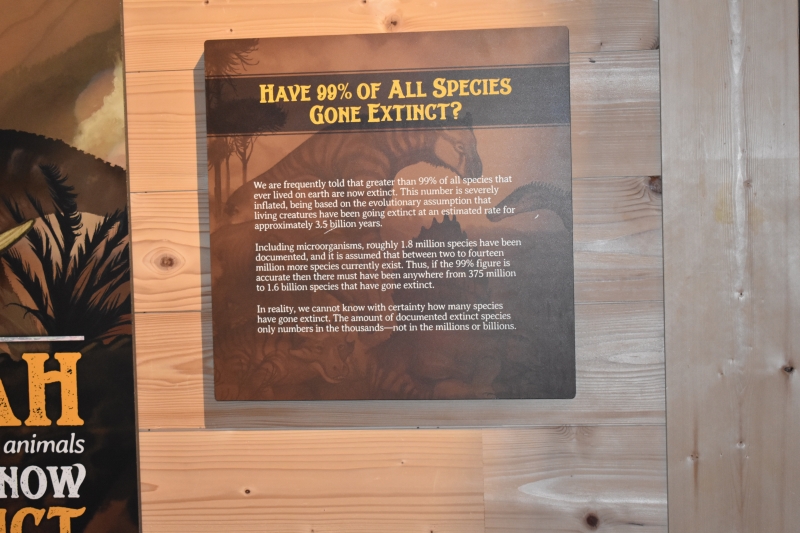 HAVE 99% OF ALL SPECIES
GONE EXTINCT?
We are frequently told that greater than 99% of all species that
ever lived on earth are now extinct. This number is severely
inflated, being based on the evolutionary assumption that
living creatures have been going extinct at an estimated rate for
approximately 3.5 billion years.
Including microorganisms, roughly 1.8 million species have been
documented, and it is assumed that between two to fourteen
million more species currently exist. Thus, if the 99% figure is
accurate then there must have been anywhere from 375 million
to 1.6 billion species that have gone extinct.
In reality, we cannot know with certainty how many species
have gone extinct. The amount of documented extinct species
only numbers in the thousands—not in the millions or billions.
AH
animals
NOW
NCT